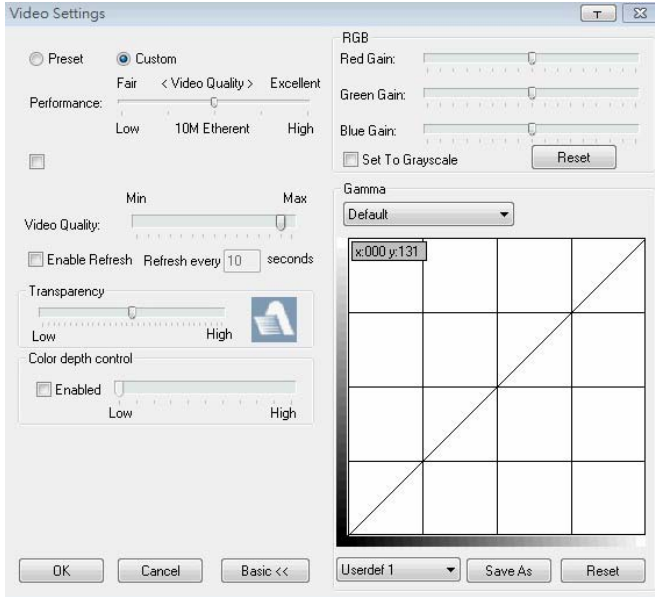 Video Settings
T
Preset
Custom
Fair < Video Quality > Excellent
Performance:
Low 10M Etherent High
Min Max
Video Quality:
Enable Refresh Refresh every 10 seconds
Transparency
Low High
Color depth control
Enabled
Low High
OK
Cancel
Basic <<
RGB
Red Gain:
Green Gain:
Blue Gain:
Set To Grayscale
Reset
Gamma
Default
x:000 y:131
Userdef 1
Save As
Reset